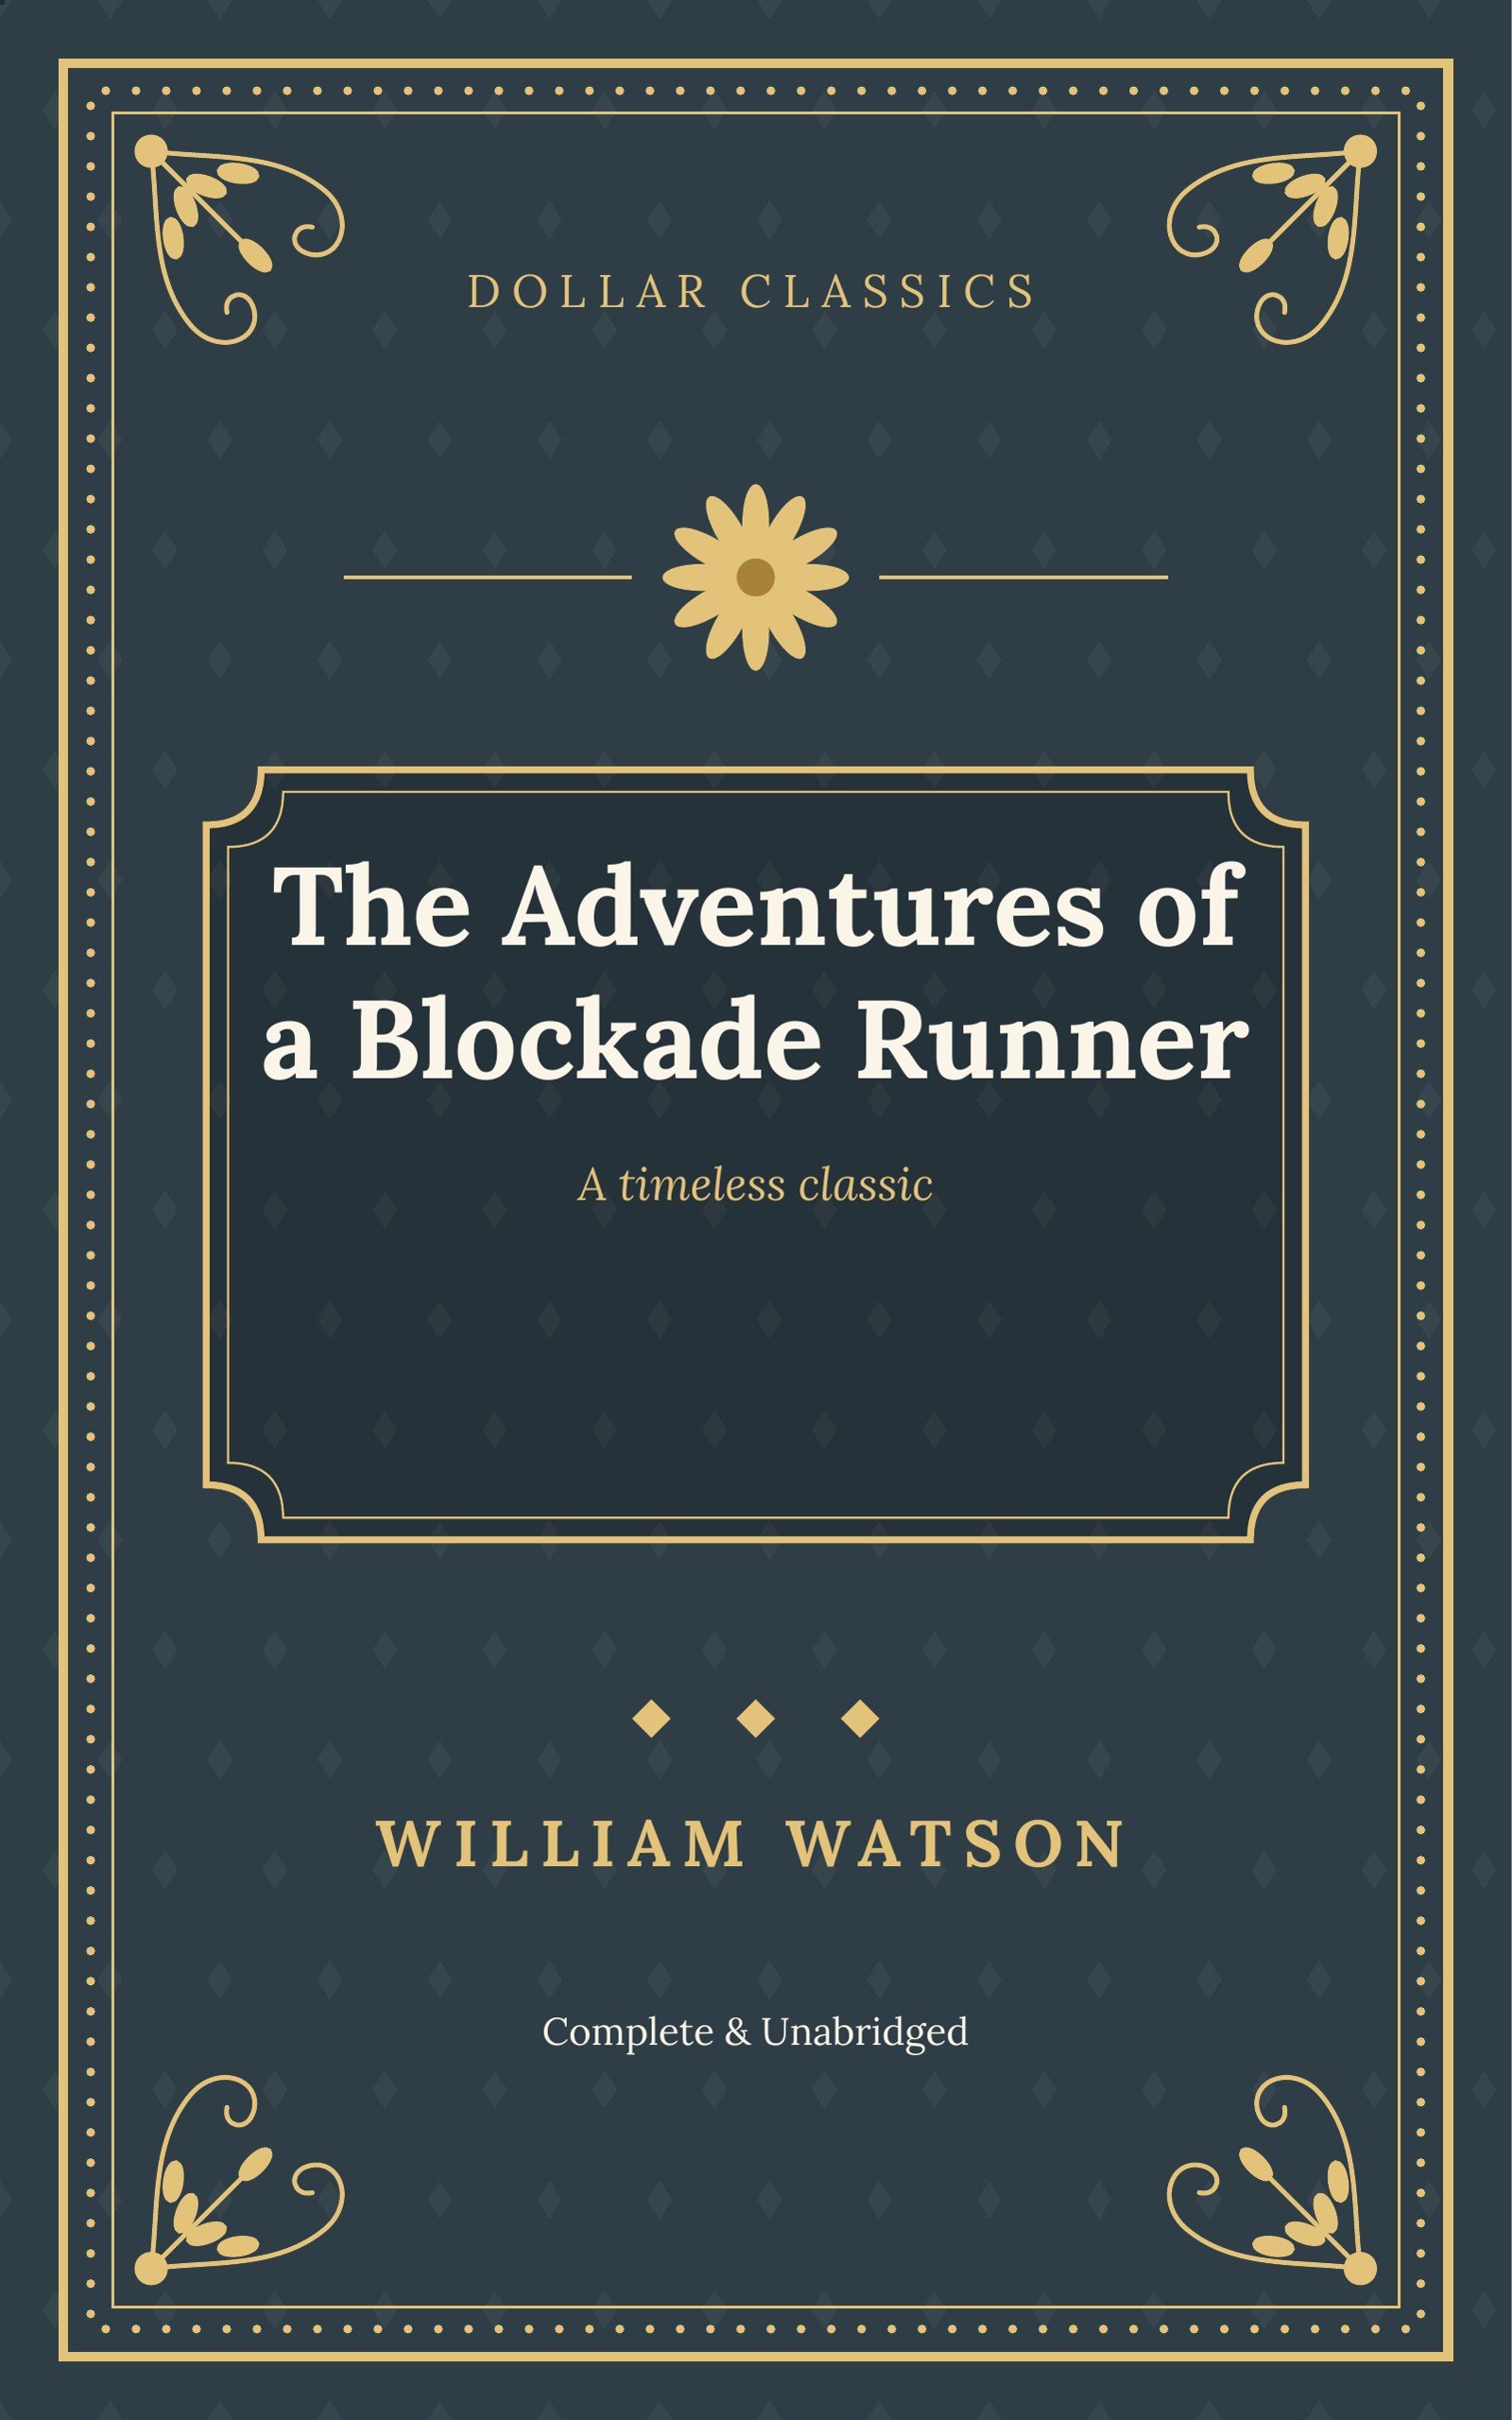 DOLLAR CLASSICS
The Adventures of
a Blockade Runner
A timeless classic
WILLIAM WATSON
Complete & Unabridged